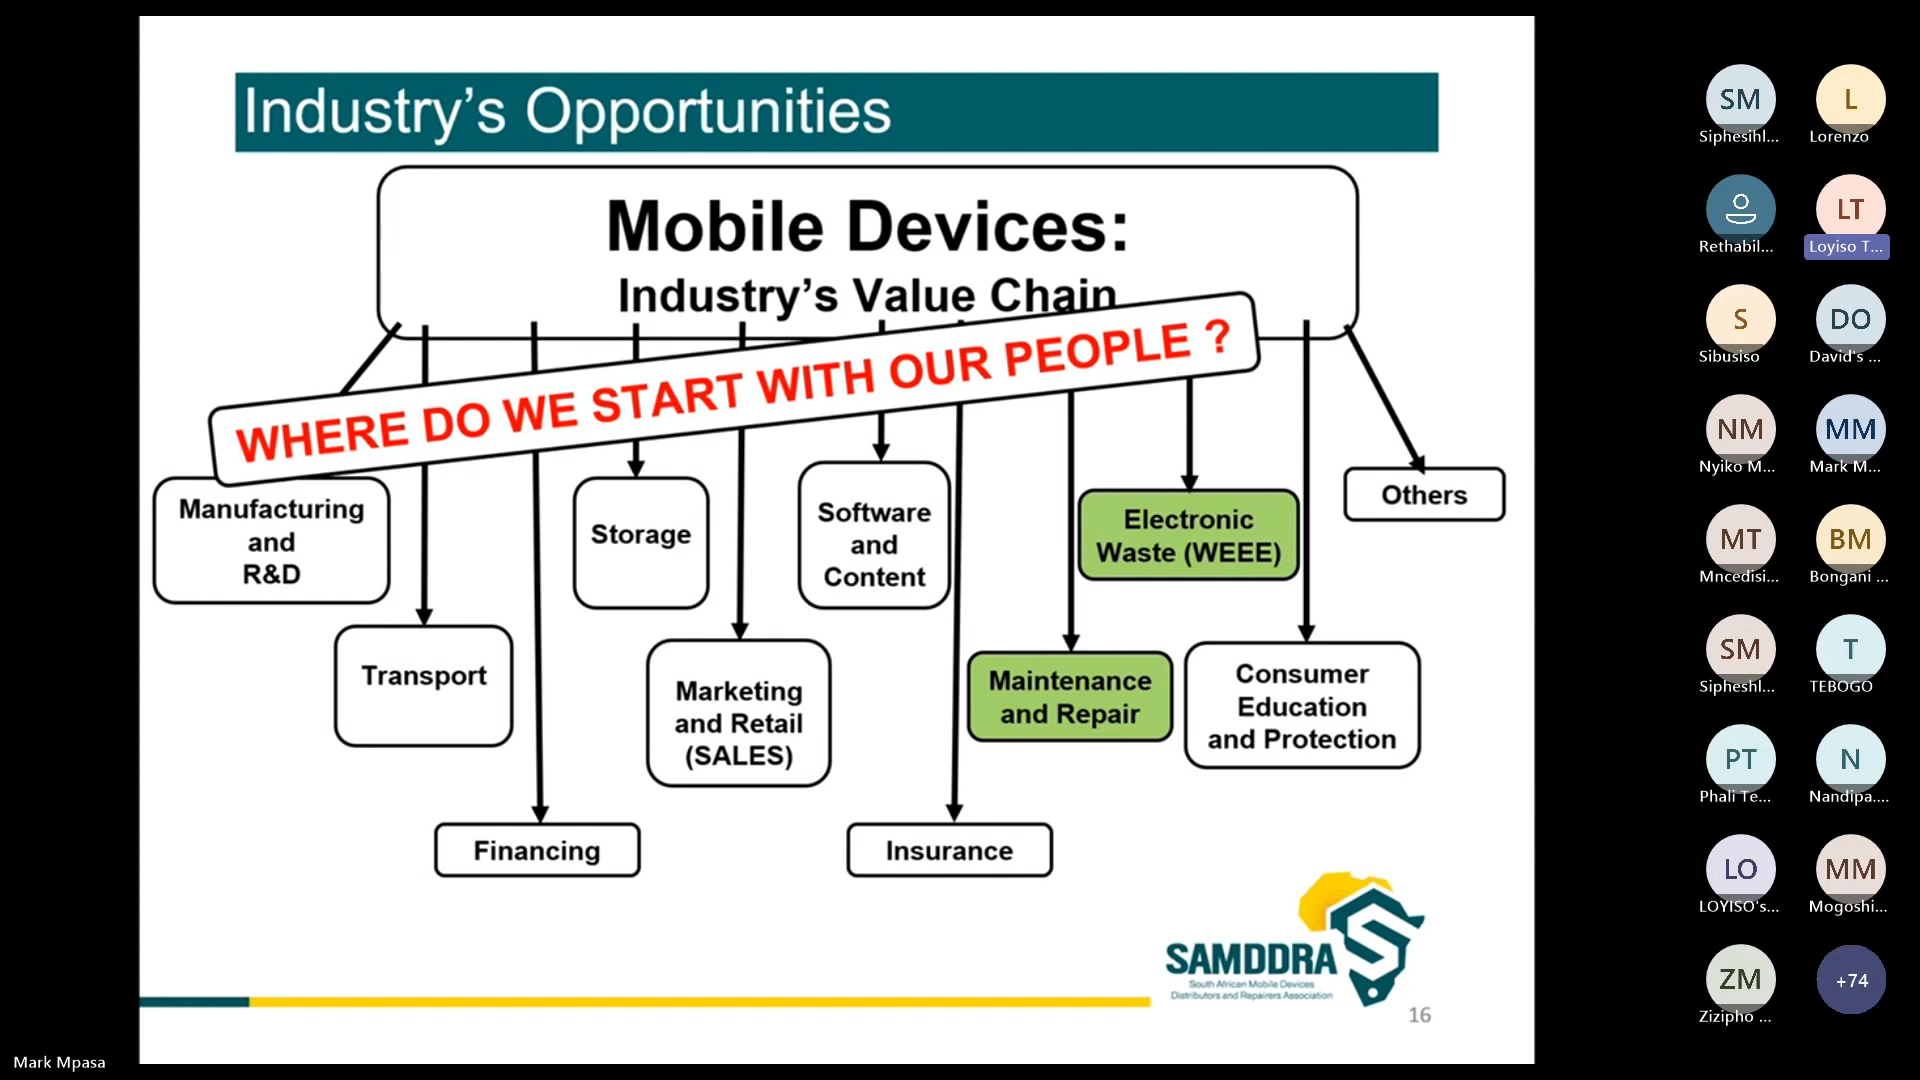 Industry's Opportunities
Mobile Devices:
Industry's Value Chain
WHERE DO WE START WITH OUR PEOPLE ?
Manufacturing
and
R&D
Storage
Software
and
Content
Electronic
Waste (WEEE)
Others
Transport
Marketing
and Retail
(SALES)
Maintenance
and Repair
Consumer
Education
and Protection
Financing
Insurance
SAMDDRA
South African Mobile Devices
Distributors and Repairers Association
16
Mark Mpasa
SM
Siphesihl...
L
Lorenzo
Rethabil...
LT
Loyiso T...
S
Sibusiso
DO
David's ...
NM
Nyiko M...
MM
Mark M...
MT
Mncedisi...
BM
Bongani ...
SM
Sipheshl...
T
TEBOGO
PT
Phali Te...
N
Nandipa....
LO
LOYISO's...
MM
Mogoshi...
ZM
Zizipho ...
+74